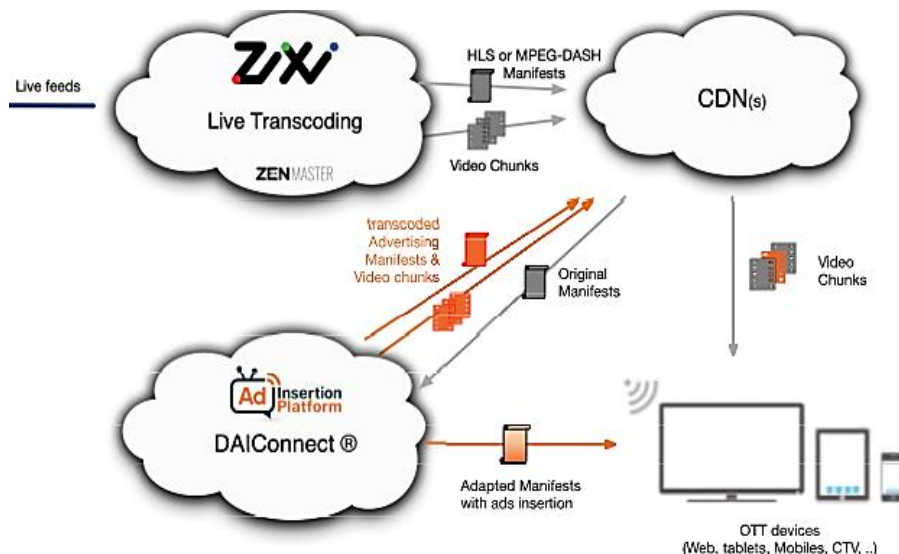 ZiXi
HLS or MPEG-DASH
Manifests
Live feeds
Live Transcoding
CDN(s)
ZENMASTER
Video Chunks
transcoded
Advertising
Manifests &
Video chunks
Original
Manifests
Video
Chunks
Ad Insertion
Platform
DAIConnect ®
Adapted Manifests
with ads insertion
OTT devices
(Web, tablets, Mobiles, CTV, ..)